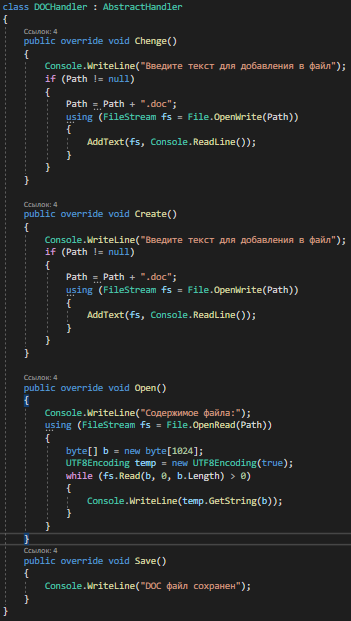 class DOCHandler : AbstractHandler
{
Ссылок: 4
public override void Chenge()
{
Console.WriteLine("Введите текст для добавления в файл");
if (Path != null)
{
Path = Path + ".doc";
using (FileStream fs = File.OpenWrite(Path))
{
AddText(fs, Console.ReadLine());
}
}
}
Ссылок: 4
public override void Create()
{
Console.WriteLine("Введите текст для добавления в файл");
if (Path != null)
{
Path = Path + ".doc";
using (FileStream fs = File.OpenWrite(Path))
{
AddText(fs, Console.ReadLine());
}
}
}
Ссылок: 4
public override void Open()
{
Console.WriteLine("Содержимое файла:");
using (FileStream fs = File.OpenRead(Path))
{
byte[] b = new byte[1024];
UTF8Encoding temp = new UTF8Encoding(true);
while (fs.Read(b, 0, b.Length) > 0)
{
Console.WriteLine(temp.GetString(b));
}
}
}
Ссылок: 4
public override void Save()
{
Console.WriteLine("DOC файл сохранен");
}
}